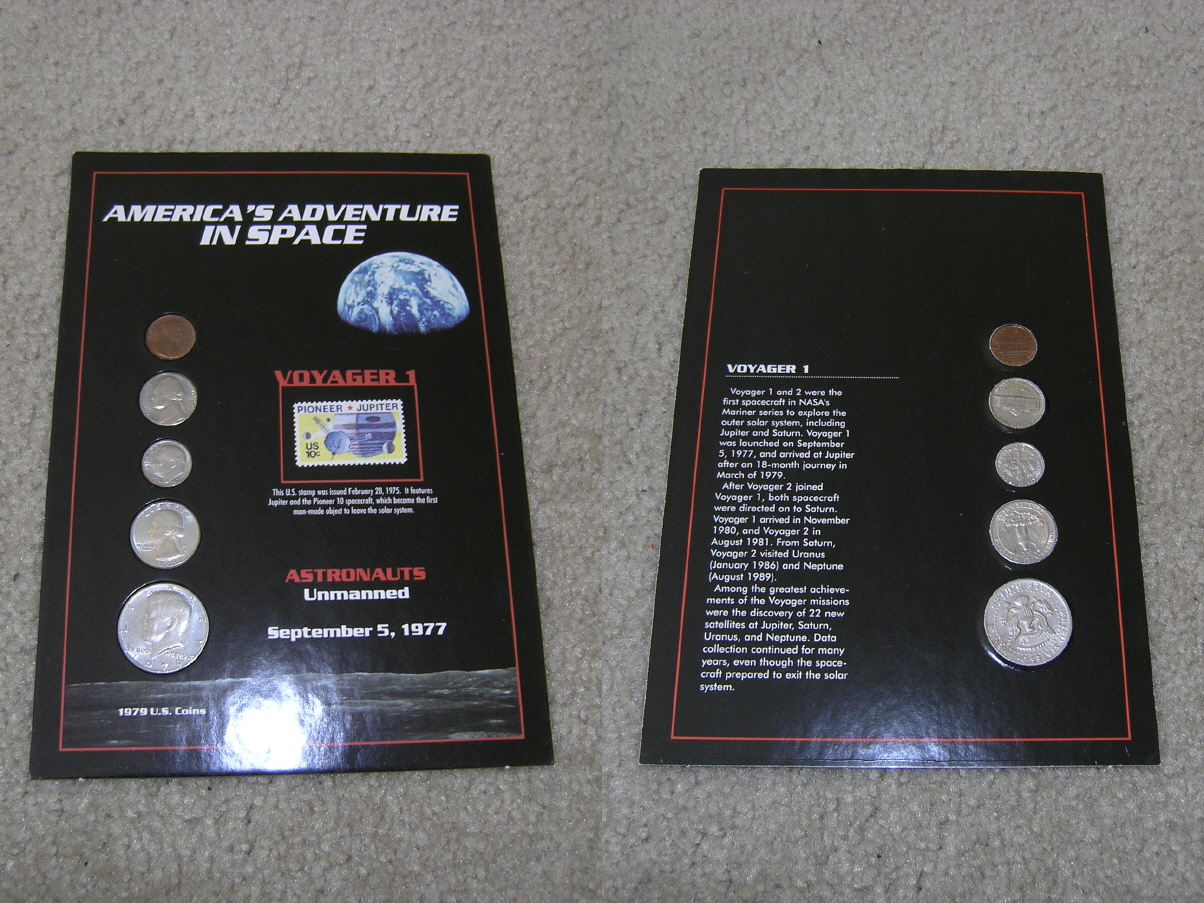 AMERICA'S ADVENTURE
IN SPACE
VOYAGER 1
PIONEER ★ JUPITER
US
10c
This U.S. stamp was issued February 28, 1975. It features
Jupiter and the Pioneer 10 spacecraft, which became the first
man-made object to leave the solar system.
ASTRONAUTS
Unmanned
September 5, 1977
1979 U.S. Coins
VOYAGER 1
Voyager 1 and 2 were the
first spacecraft in NASA's
Mariner series to explore the
outer solar system, including
Jupiter and Saturn. Voyager 1
was launched on September
5, 1977, and arrived at Jupiter
after an 18-month journey in
March of 1979.
After Voyager 2 joined
Voyager 1, both spacecraft
were directed on to Saturn.
Voyager 1 arrived in November
1980, and Voyager 2 in
August 1981. From Saturn,
Voyager 2 visited Uranus
(January 1986) and Neptune
(August 1989).
Among the greatest achieve-
ments of the Voyager missions
were the discovery of 22 new
satellites at Jupiter, Saturn,
Uranus, and Neptune. Data
collection continued for many
years, even though the space-
craft prepared to exit the solar
system.